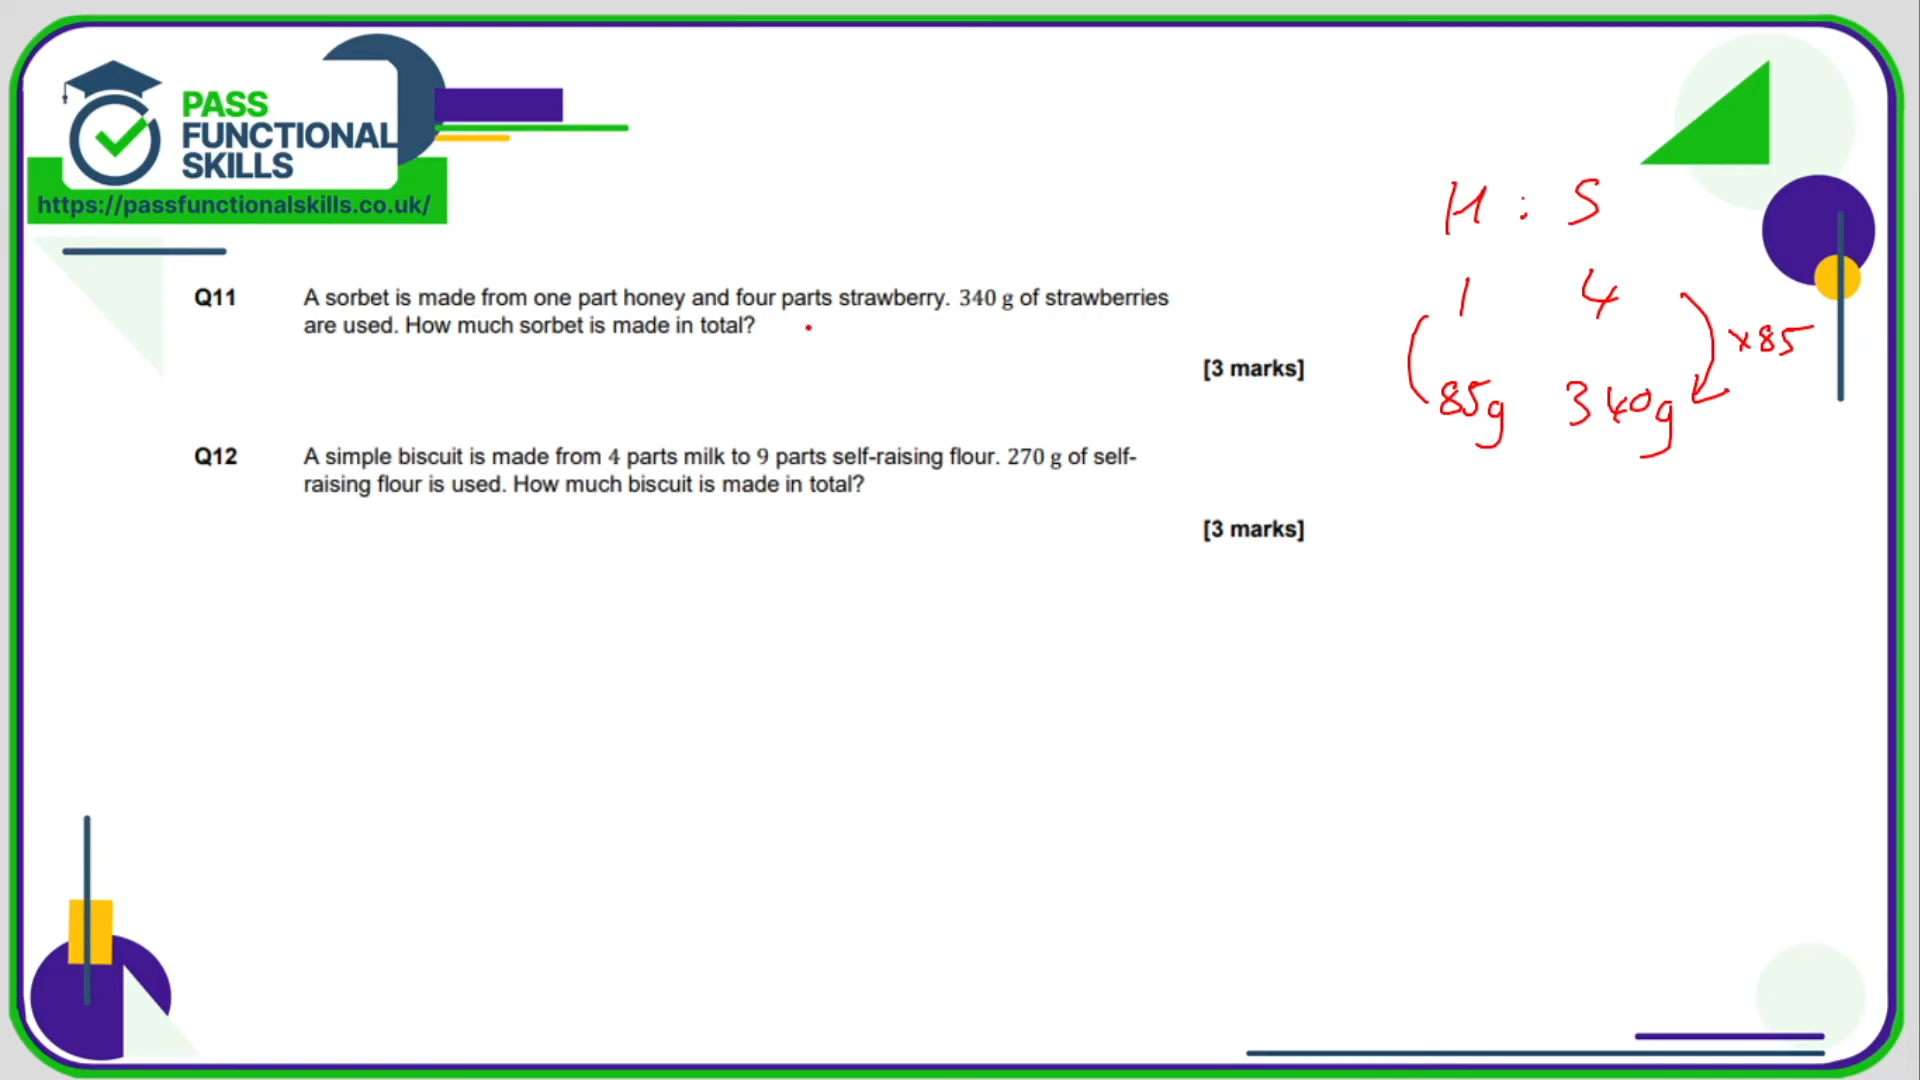 PASS
FUNCTIONAL
SKILLS
https://passfunctionalskills.co.uk/
H : S
1 4
×85
85g 340g
Q11 A sorbet is made from one part honey and four parts strawberry. 340 g of strawberries
are used. How much sorbet is made in total?
[3 marks]
Q12 A simple biscuit is made from 4 parts milk to 9 parts self-raising flour. 270 g of self-
raising flour is used. How much biscuit is made in total?
[3 marks]